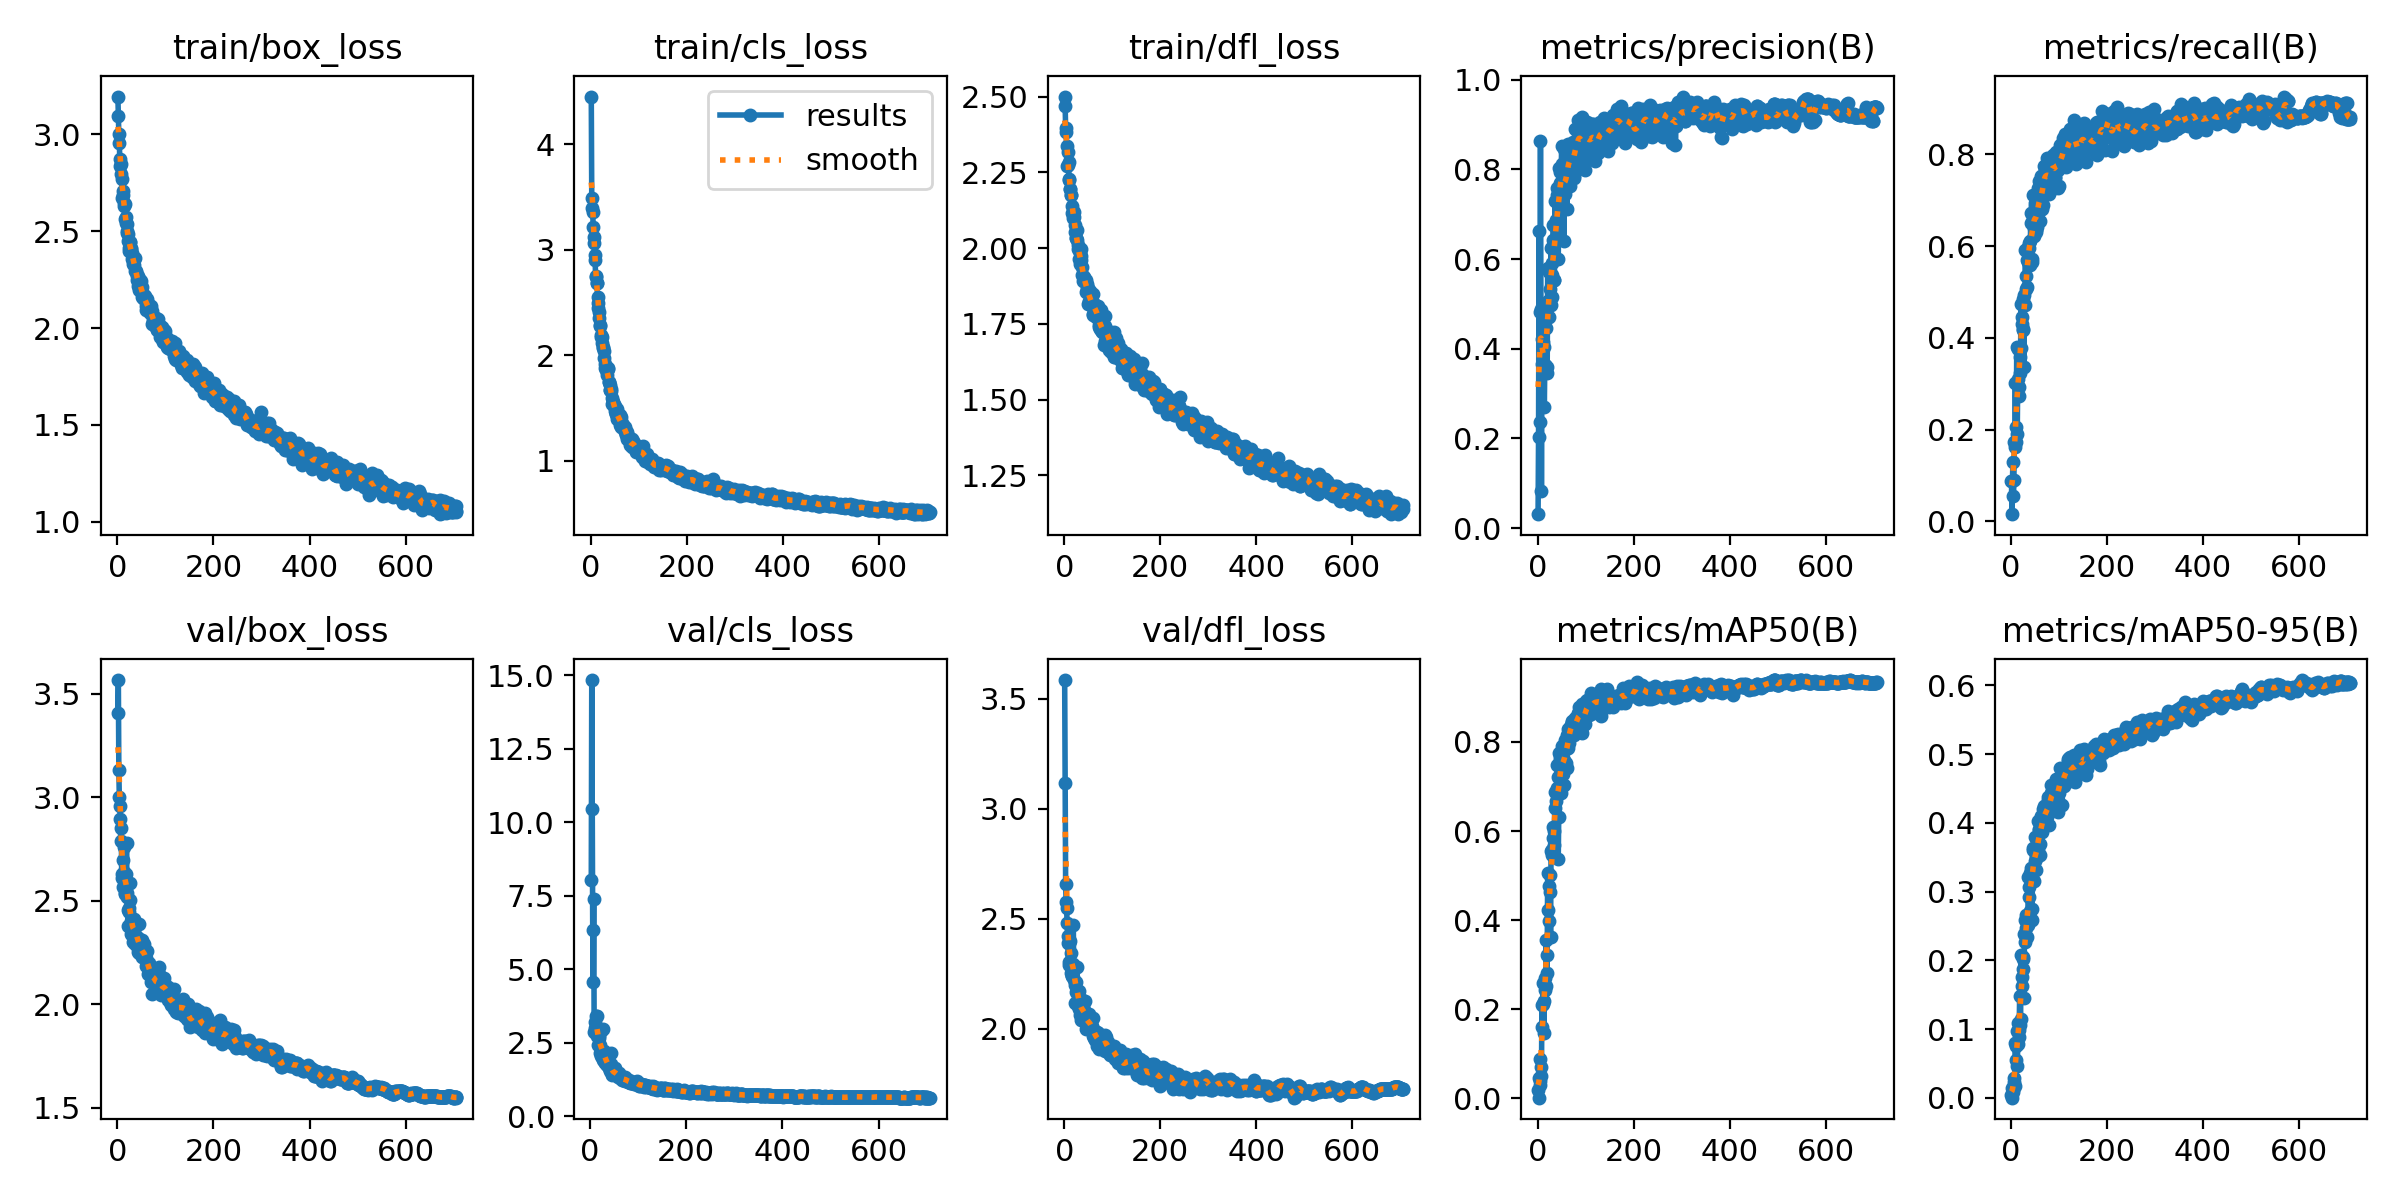 train/box_loss
3.0
2.5
2.0
1.5
1.0
0 200 400 600
train/cls_loss
results
smooth
4
3
2
1
0 200 400 600
train/dfl_loss
2.50
2.25
2.00
1.75
1.50
1.25
0 200 400 600
metrics/precision(B)
1.0
0.8
0.6
0.4
0.2
0.0
0 200 400 600
metrics/recall(B)
0.8
0.6
0.4
0.2
0.0
0 200 400 600
val/box_loss
3.5
3.0
2.5
2.0
1.5
0 200 400 600
val/cls_loss
15.0
12.5
10.0
7.5
5.0
2.5
0.0
0 200 400 600
val/dfl_loss
3.5
3.0
2.5
2.0
0 200 400 600
metrics/mAP50(B)
0.8
0.6
0.4
0.2
0.0
0 200 400 600
metrics/mAP50-95(B)
0.6
0.5
0.4
0.3
0.2
0.1
0.0
0 200 400 600